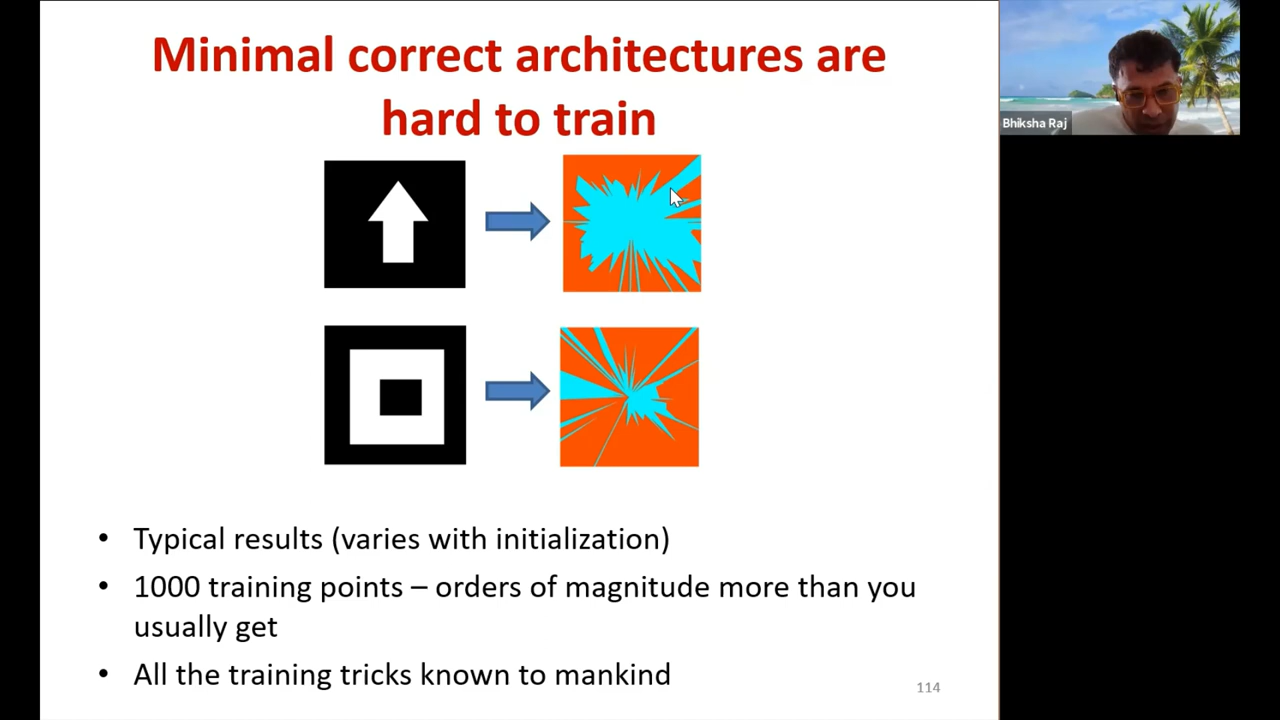 Minimal correct architectures are
hard to train
Bhiksha Raj
• Typical results (varies with initialization)
• 1000 training points – orders of magnitude more than you
usually get
• All the training tricks known to mankind
114